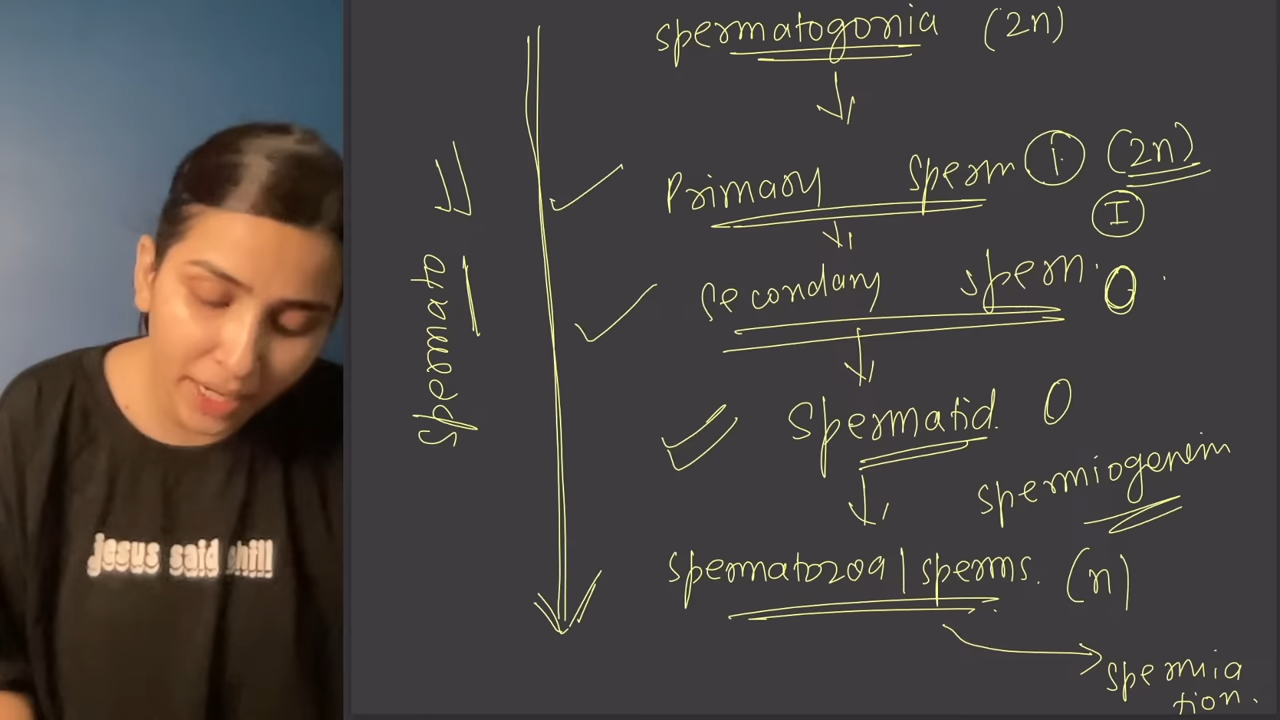 spermatogonia (2n)
Primary sperm I (2n)
I
Secondary sperm.
Spermatid.
spermiogenesis
spermatozoa | sperms. (n)
spermia
tion.
Spermato
jesus said chill